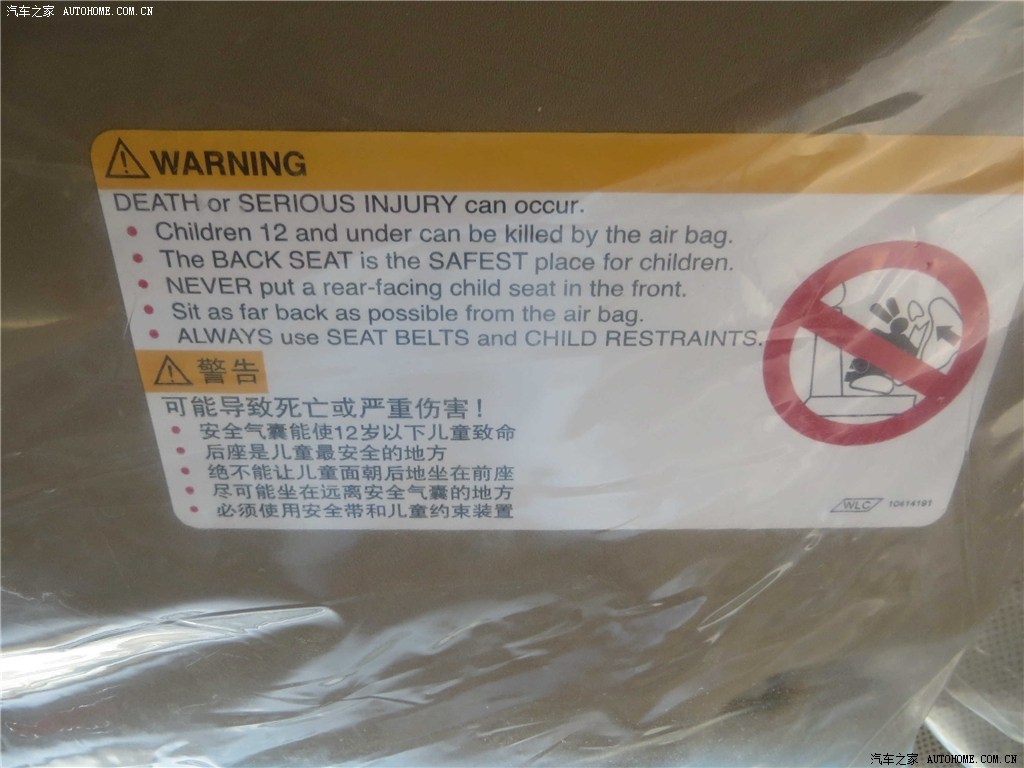 汽车之家 AUTOHOME.COM.CN
WARNING
DEATH or SERIOUS INJURY can occur.
• Children 12 and under can be killed by the air bag.
• The BACK SEAT is the SAFEST place for children.
• NEVER put a rear-facing child seat in the front.
• Sit as far back as possible from the air bag.
• ALWAYS use SEAT BELTS and CHILD RESTRAINTS.
警告
可能导致死亡或严重伤害!
• 安全气囊能使12岁以下儿童致命
• 后座是儿童最安全的地方
• 绝不能让儿童面朝后地坐在前座
• 尽可能坐在远离安全气囊的地方
• 必须使用安全带和儿童约束装置
WLC 10414191
汽车之家 AUTOHOME.COM.CN